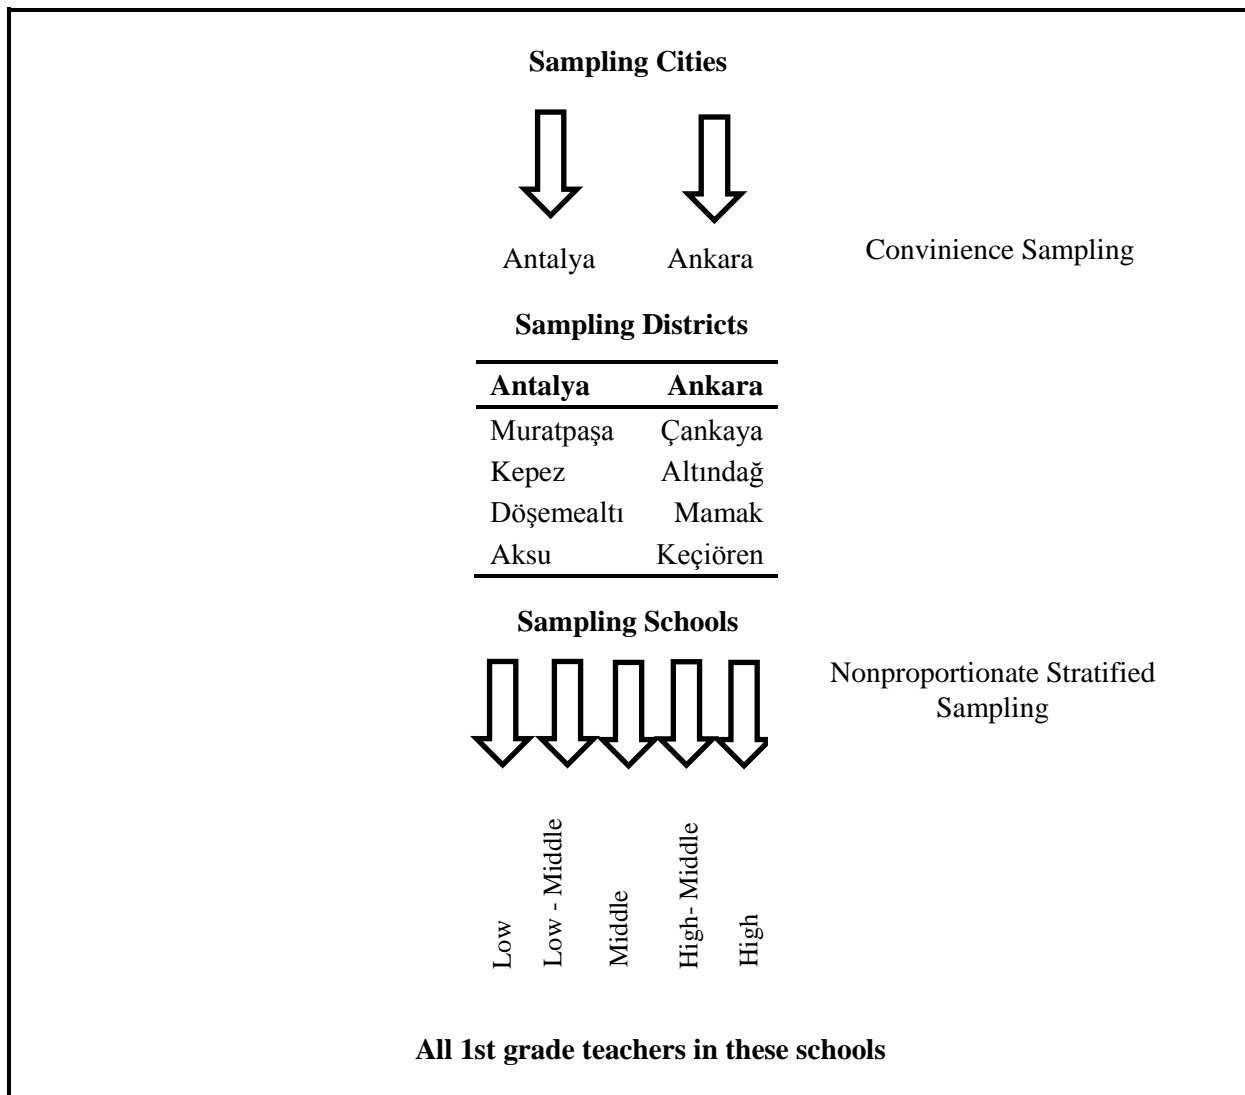 Sampling Cities
Antalya Ankara
Convinience Sampling
Sampling Districts
Antalya Ankara
Muratpaşa Çankaya
Kepez Altındağ
Döşemealtı Mamak
Aksu Keçiören
Sampling Schools
Nonproportionate Stratified
Sampling
Low
Low - Middle
Middle
High- Middle
High
All 1st grade teachers in these schools